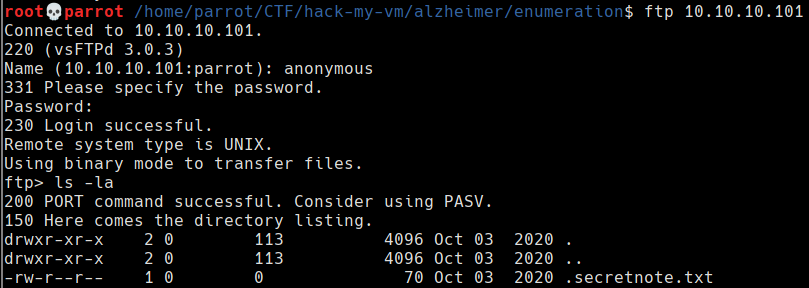 root💀parrot /home/parrot/CTF/hack-my-vm/alzheimer/enumeration$ ftp 10.10.10.101
Connected to 10.10.10.101.
220 (vsFTPd 3.0.3)
Name (10.10.10.101:parrot): anonymous
331 Please specify the password.
Password:
230 Login successful.
Remote system type is UNIX.
Using binary mode to transfer files.
ftp> ls -la
200 PORT command successful. Consider using PASV.
150 Here comes the directory listing.
drwxr-xr-x    2 0        113          4096 Oct 03  2020 .
drwxr-xr-x    2 0        113          4096 Oct 03  2020 ..
-rw-r--r--    1 0        0              70 Oct 03  2020 .secretnote.txt